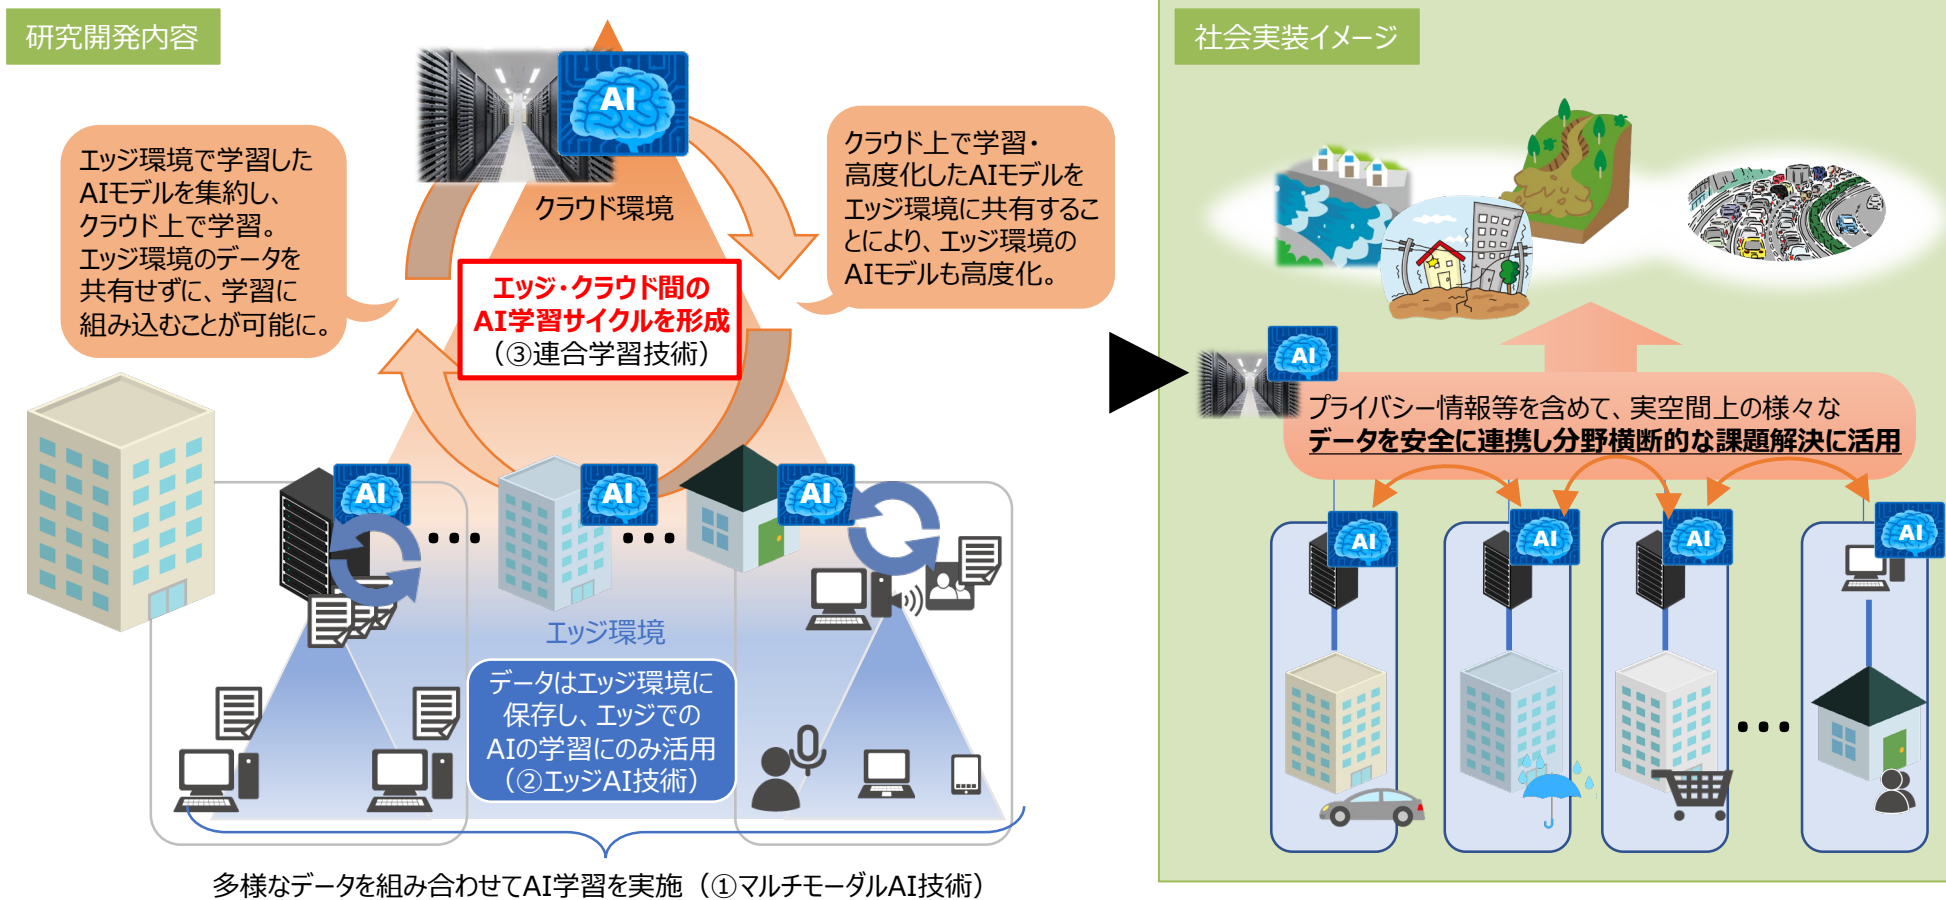 研究開発内容
AI
クラウド環境
エッジ環境で学習した
AIモデルを集約し、
クラウド上で学習。
エッジ環境のデータを
共有せずに、学習に
組み込むことが可能に。
クラウド上で学習・
高度化したAIモデルを
エッジ環境に共有するこ
とにより、エッジ環境の
AIモデルも高度化。
エッジ・クラウド間の
AI学習サイクルを形成
（③連合学習技術）
AI
AI
AI
エッジ環境
データはエッジ環境に
保存し、エッジでの
AIの学習にのみ活用
（②エッジAI技術）
多様なデータを組み合わせてAI学習を実施（①マルチモーダルAI技術）
社会実装イメージ
AI
プライバシー情報等を含めて、実空間上の様々な
データを安全に連携し分野横断的な課題解決に活用
AI
AI
AI
AI